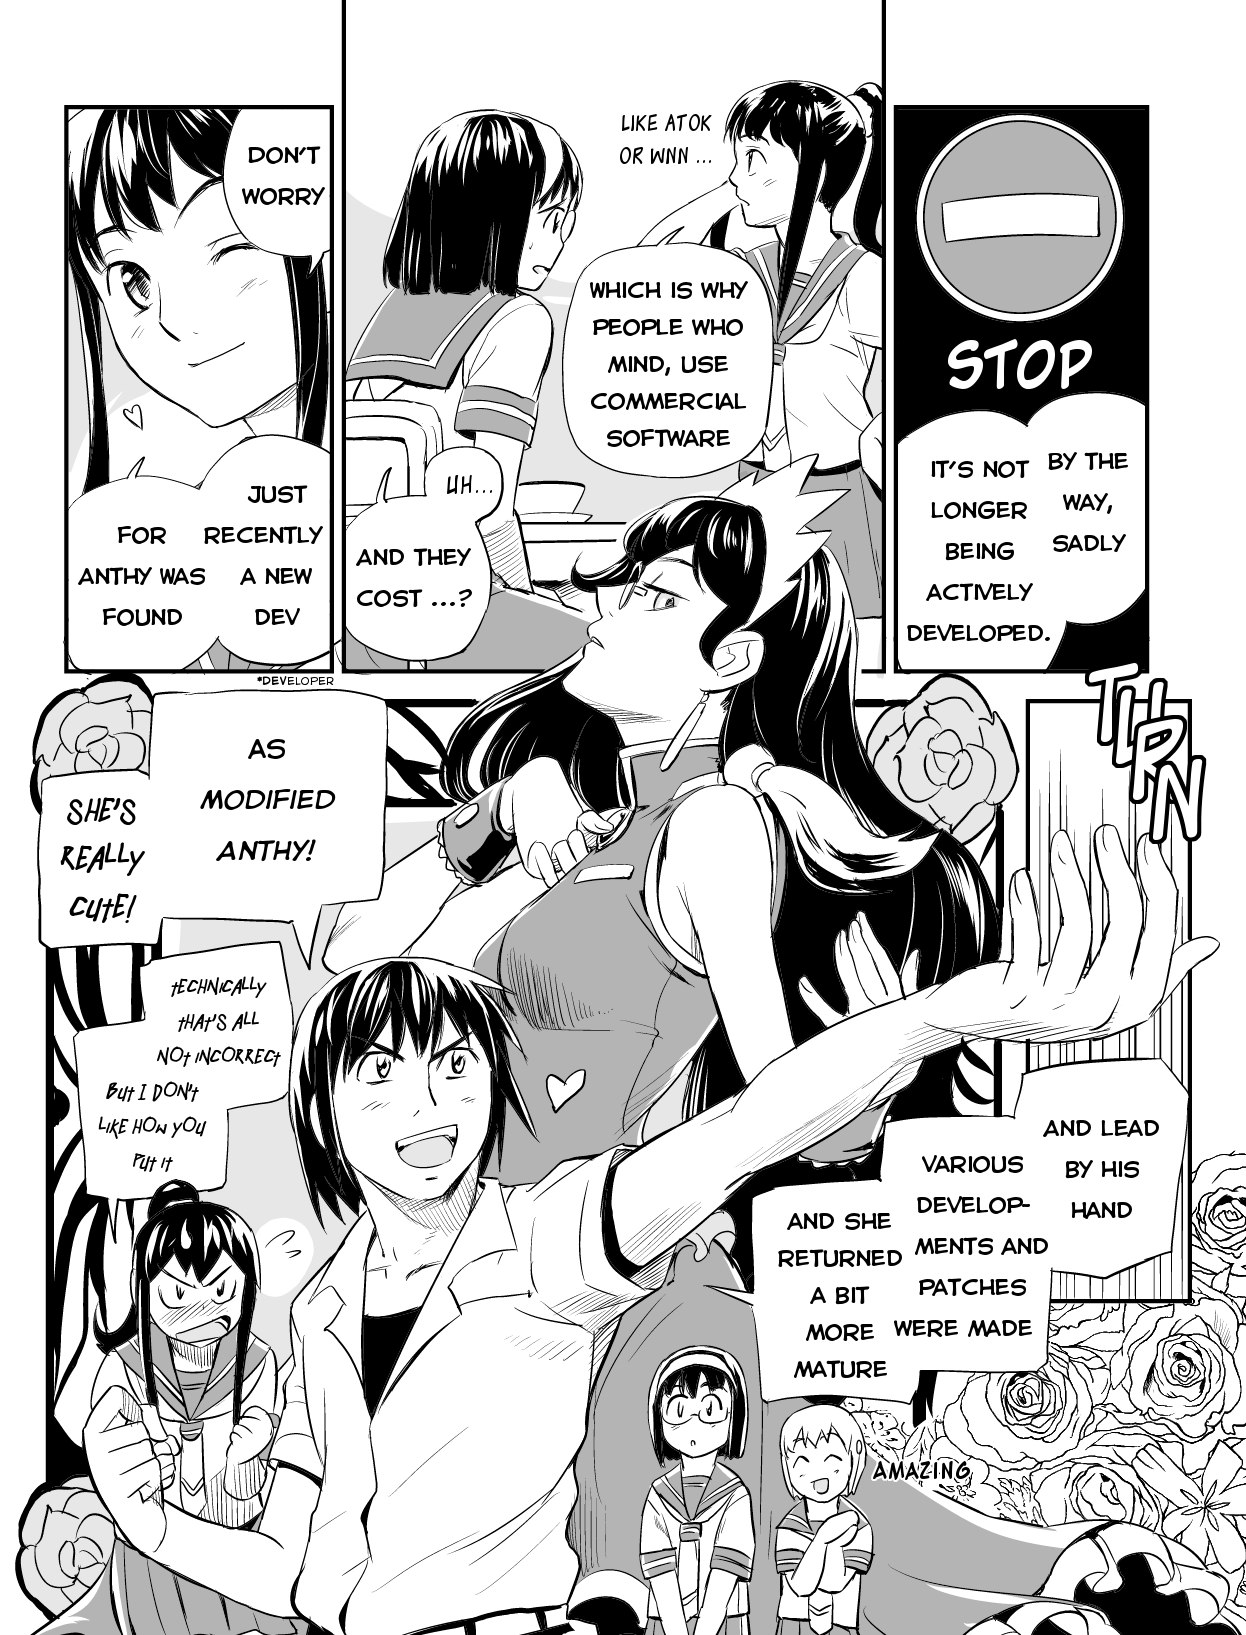 STOP
BY THE
WAY,
SADLY
IT'S NOT
LONGER
BEING
ACTIVELY
DEVELOPED.
LIKE ATOK
OR WNN ...
WHICH IS WHY
PEOPLE WHO
MIND, USE
COMMERCIAL
SOFTWARE
UH...
AND THEY
COST ...?
DON'T
WORRY
JUST
RECENTLY
A NEW
DEV
FOR
ANTHY WAS
FOUND
*DEVELOPER
TURN
AND LEAD
BY HIS
HAND
VARIOUS
DEVELOP-
MENTS AND
PATCHES
WERE MADE
AND SHE
RETURNED
A BIT
MORE
MATURE
AMAZING
AS
MODIFIED
ANTHY!
SHE'S
REALLY
CUTE!
TECHNICALLY
THAT'S ALL
NOT INCORRECT
BUT I DON'T
LIKE HOW YOU
PUT IT